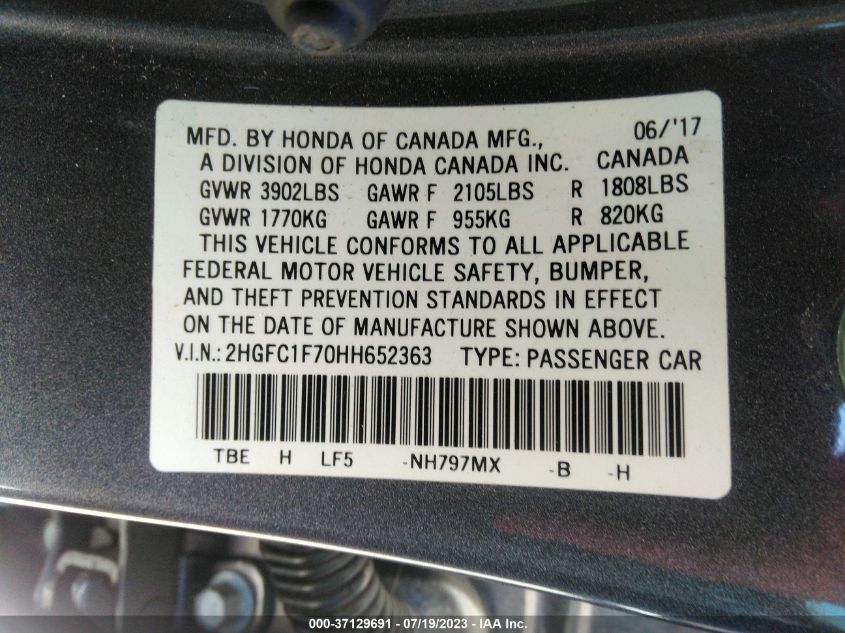 MFD. BY HONDA OF CANADA MFG., 06/'17
A DIVISION OF HONDA CANADA INC. CANADA
GVWR 3902LBS GAWR F 2105LBS R 1808LBS
GVWR 1770KG GAWR F 955KG R 820KG
THIS VEHICLE CONFORMS TO ALL APPLICABLE
FEDERAL MOTOR VEHICLE SAFETY, BUMPER,
AND THEFT PREVENTION STANDARDS IN EFFECT
ON THE DATE OF MANUFACTURE SHOWN ABOVE.
V.I.N.: 2HGFC1F70HH652363 TYPE: PASSENGER CAR
TBE H LF5 -NH797MX -B -H
000-37129691 - 07/19/2023 - IAA Inc.